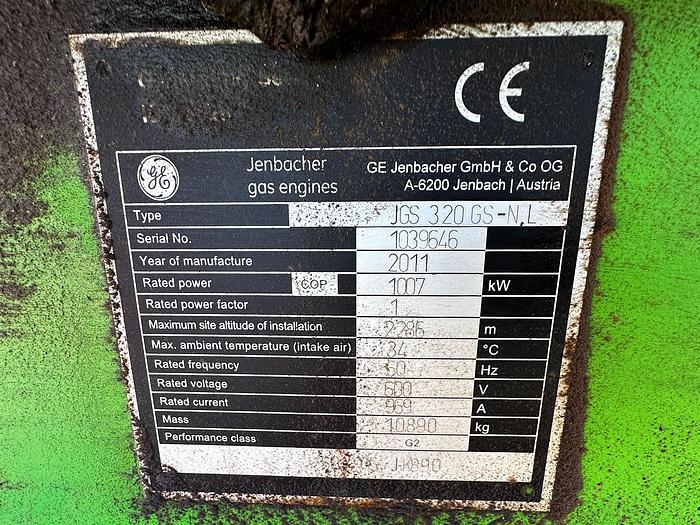 CE
GE
Jenbacher
gas engines
GE Jenbacher GmbH & Co OG
A-6200 Jenbach | Austria
Type JGS 320 GS-N,L
Serial No. 1039646
Year of manufacture 2011
Rated power COP 1007 kW
Rated power factor 1
Maximum site altitude of installation 2286 m
Max. ambient temperature (intake air) 34 °C
Rated frequency 60 Hz
Rated voltage 600 V
Rated current 969 A
Mass 10890 kg
Performance class G2